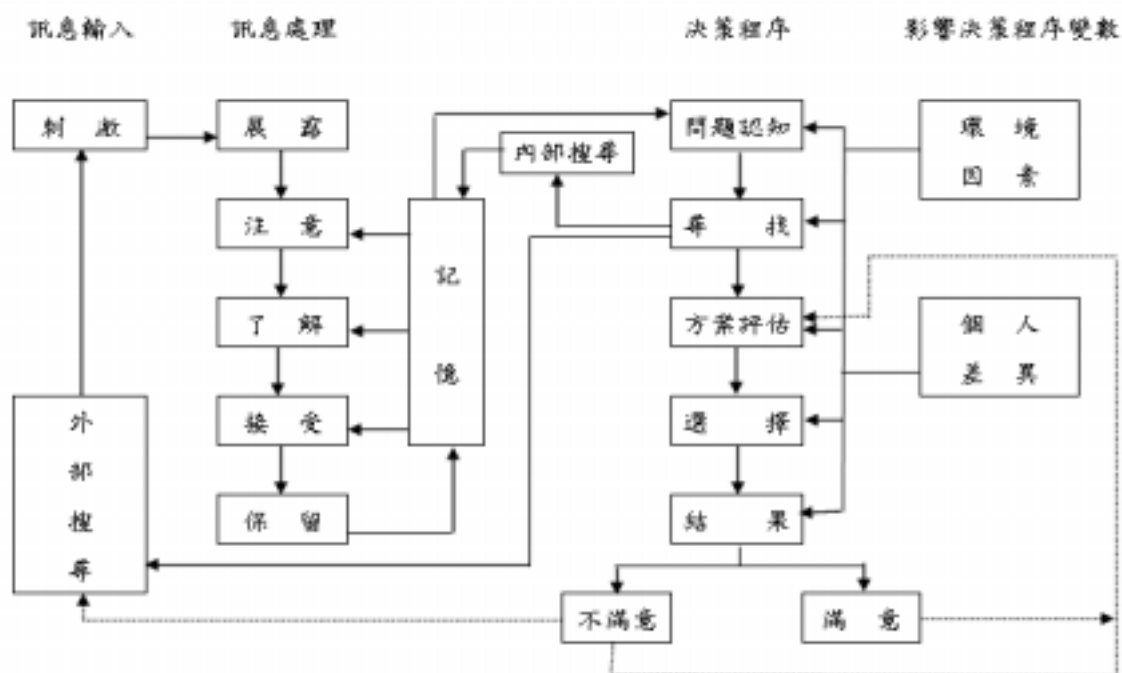 訊息輸入
訊息處理
決策程序
影響決策程序變數
刺 激
展 露
注 意
了 解
接 受
保 留
記
憶
內部搜尋
外
部
搜
尋
問題認知
尋 找
方案評估
選 擇
結 果
不滿意
滿 意
環 境
因 素
個 人
差 異